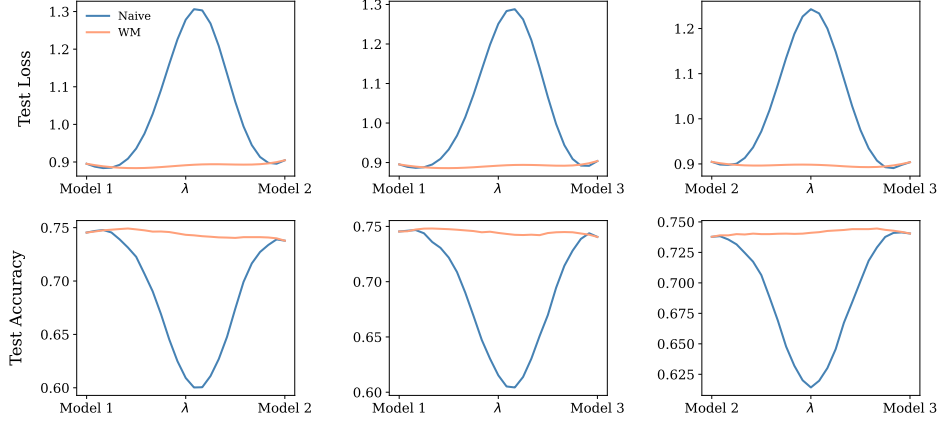 Test Loss
1.3
1.2
1.1
1.0
0.9
Naive
WM
Model 1 λ Model 2
1.3
1.2
1.1
1.0
0.9
Model 1 λ Model 3
1.2
1.1
1.0
0.9
Model 2 λ Model 3
Test Accuracy
0.75
0.70
0.65
0.60
Model 1 λ Model 2
0.75
0.70
0.65
0.60
Model 1 λ Model 3
0.750
0.725
0.700
0.675
0.650
0.625
Model 2 λ Model 3